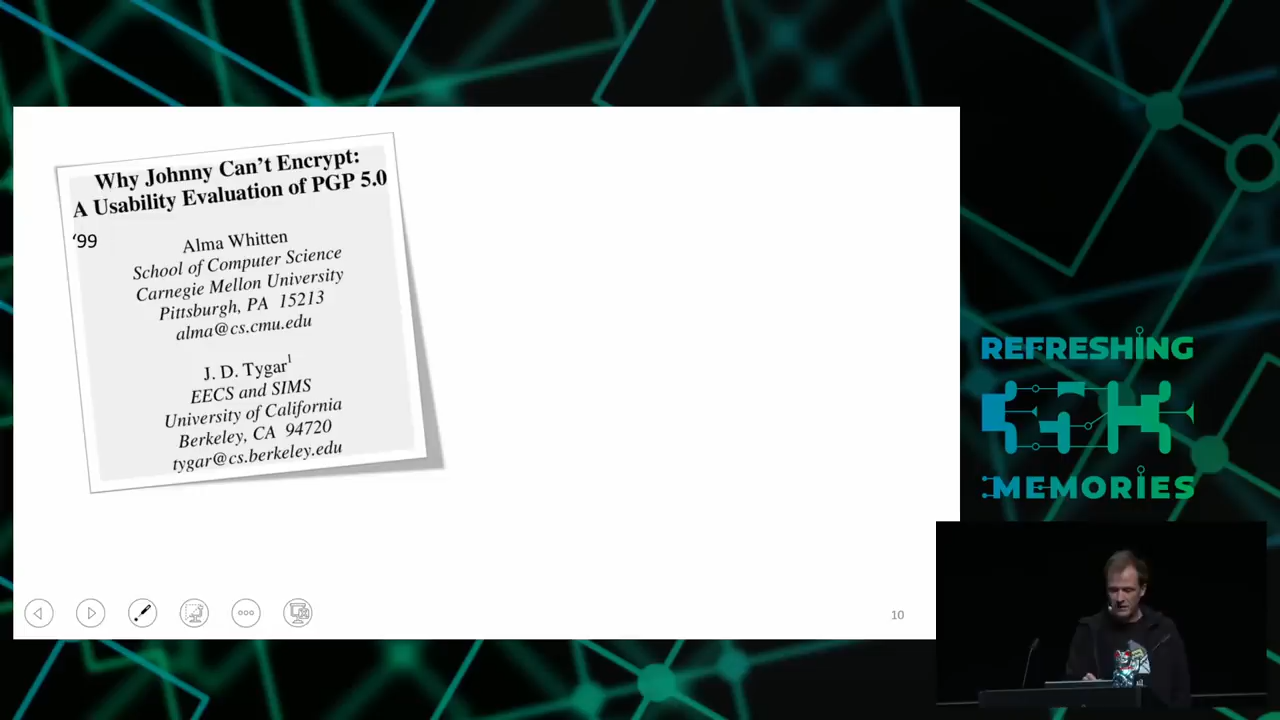 Why Johnny Can't Encrypt:
A Usability Evaluation of PGP 5.0
‘99
Alma Whitten
School of Computer Science
Carnegie Mellon University
Pittsburgh, PA 15213
alma@cs.cmu.edu
J. D. Tygar1
EECS and SIMS
University of California
Berkeley, CA 94720
tygar@cs.berkeley.edu
10
REFRESHING
MEMORIES